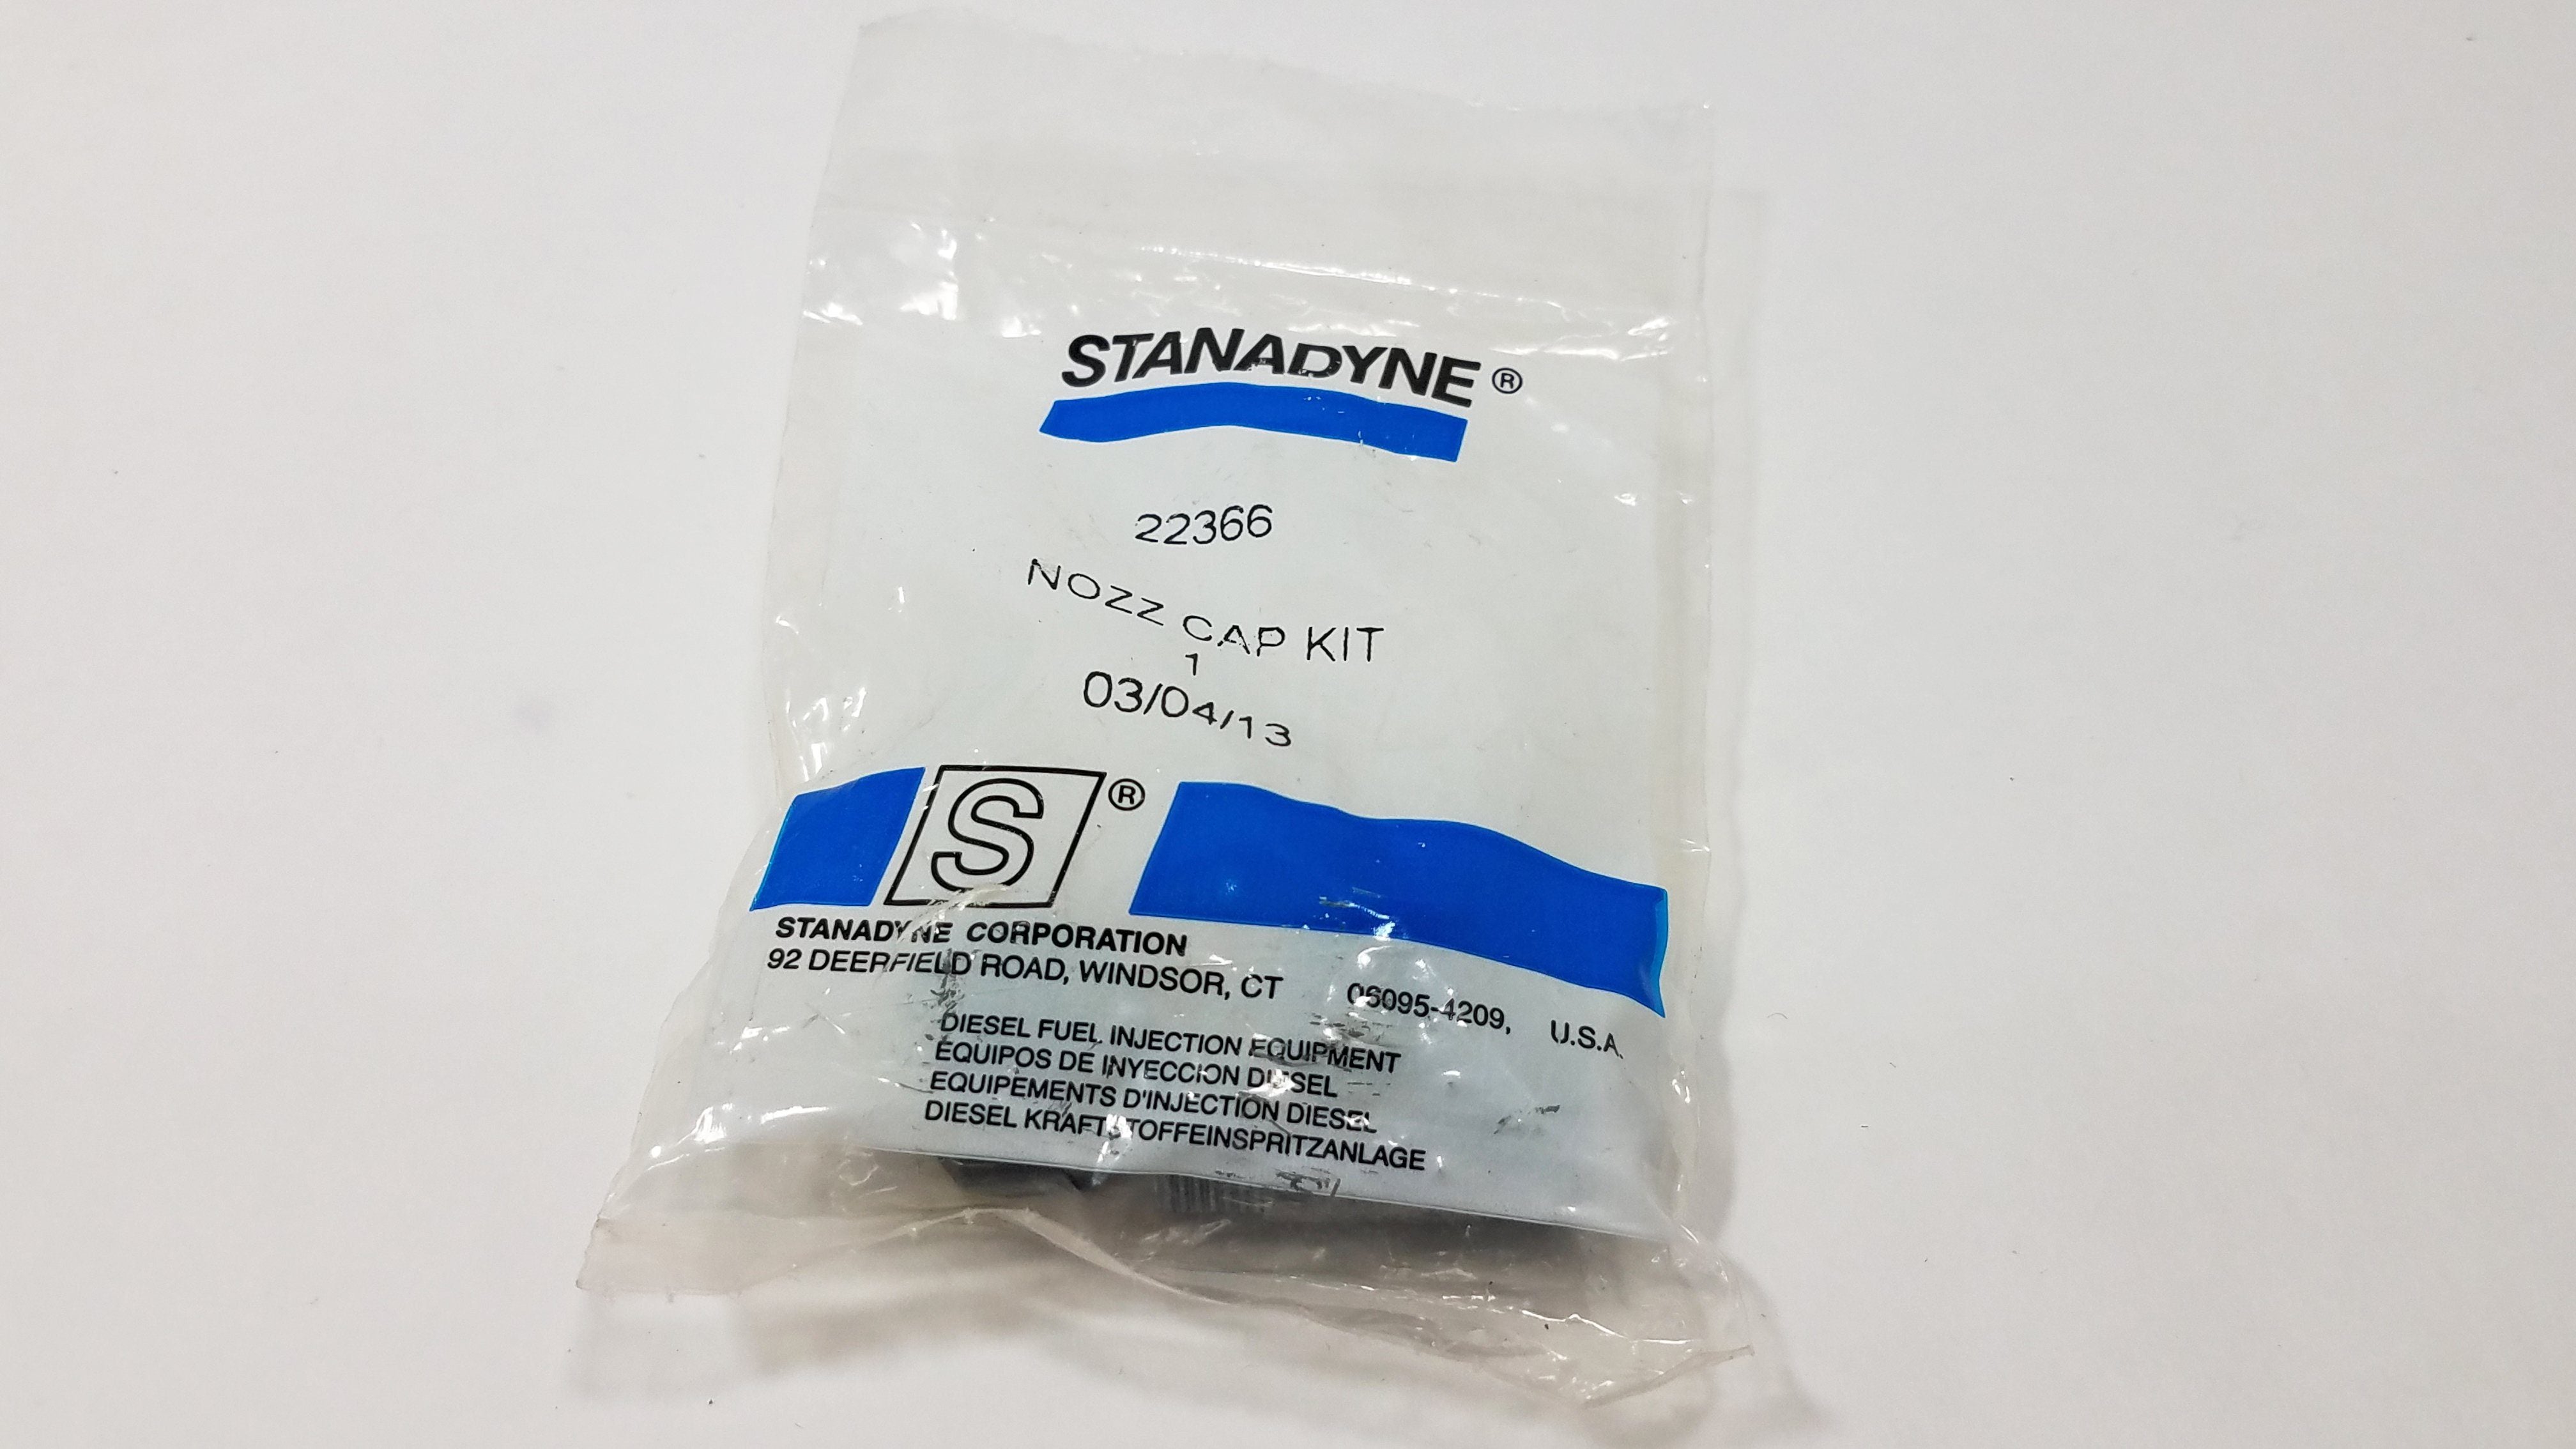 STANADYNE®
22366
NOZZ CAP KIT
1
03/04/13
S®
STANADYNE CORPORATION
92 DEERFIELD ROAD, WINDSOR, CT 06095-4209, U.S.A.
DIESEL FUEL INJECTION EQUIPMENT
EQUIPOS DE INYECCION DIESEL
EQUIPEMENTS D'INJECTION DIESEL
DIESEL KRAFTSTOFFEINSPRITZANLAGE